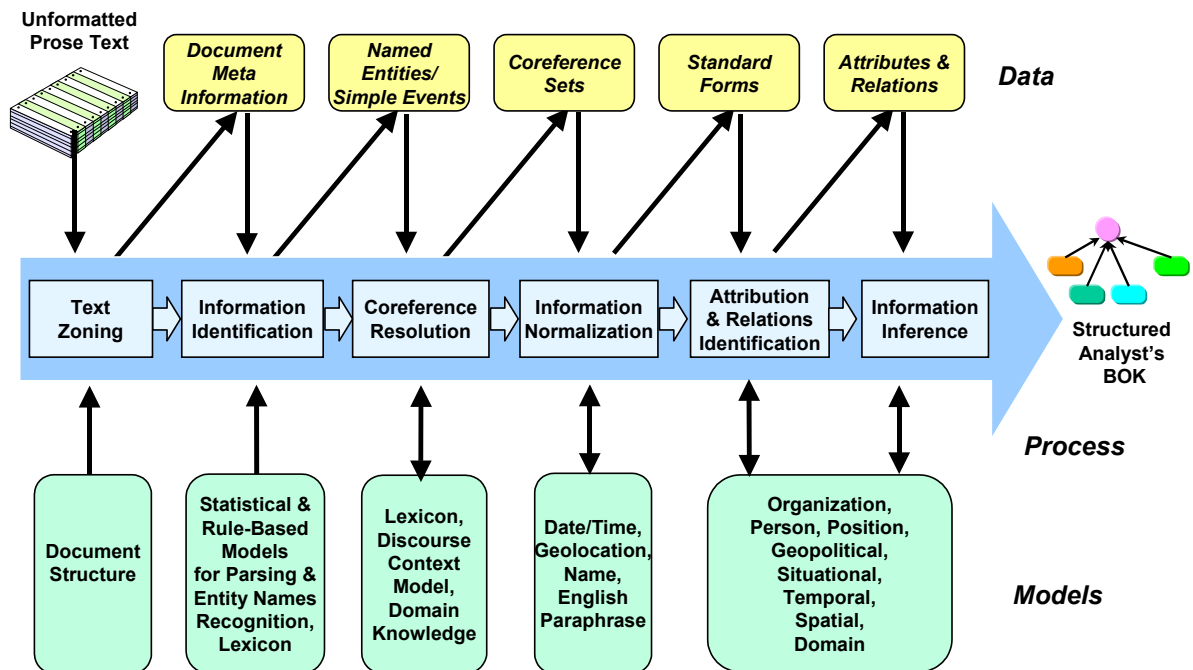 Unformatted
Prose Text
Document
Meta
Information
Named
Entities/
Simple Events
Coreference
Sets
Standard
Forms
Attributes &
Relations
Data
Text
Zoning
Information
Identification
Coreference
Resolution
Information
Normalization
Attribution
& Relations
Identification
Information
Inference
Structured
Analyst's
BOK
Process
Document
Structure
Statistical &
Rule-Based
Models
for Parsing &
Entity Names
Recognition,
Lexicon
Lexicon,
Discourse
Context
Model,
Domain
Knowledge
Date/Time,
Geolocation,
Name,
English
Paraphrase
Organization,
Person, Position,
Geopolitical,
Situational,
Temporal,
Spatial,
Domain
Models